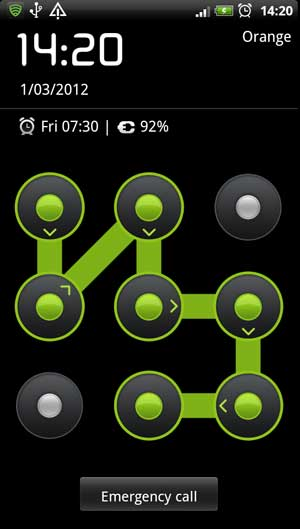 14:20
Orange
14:20
1/03/2012
Fri 07:30 | 92%
Emergency call